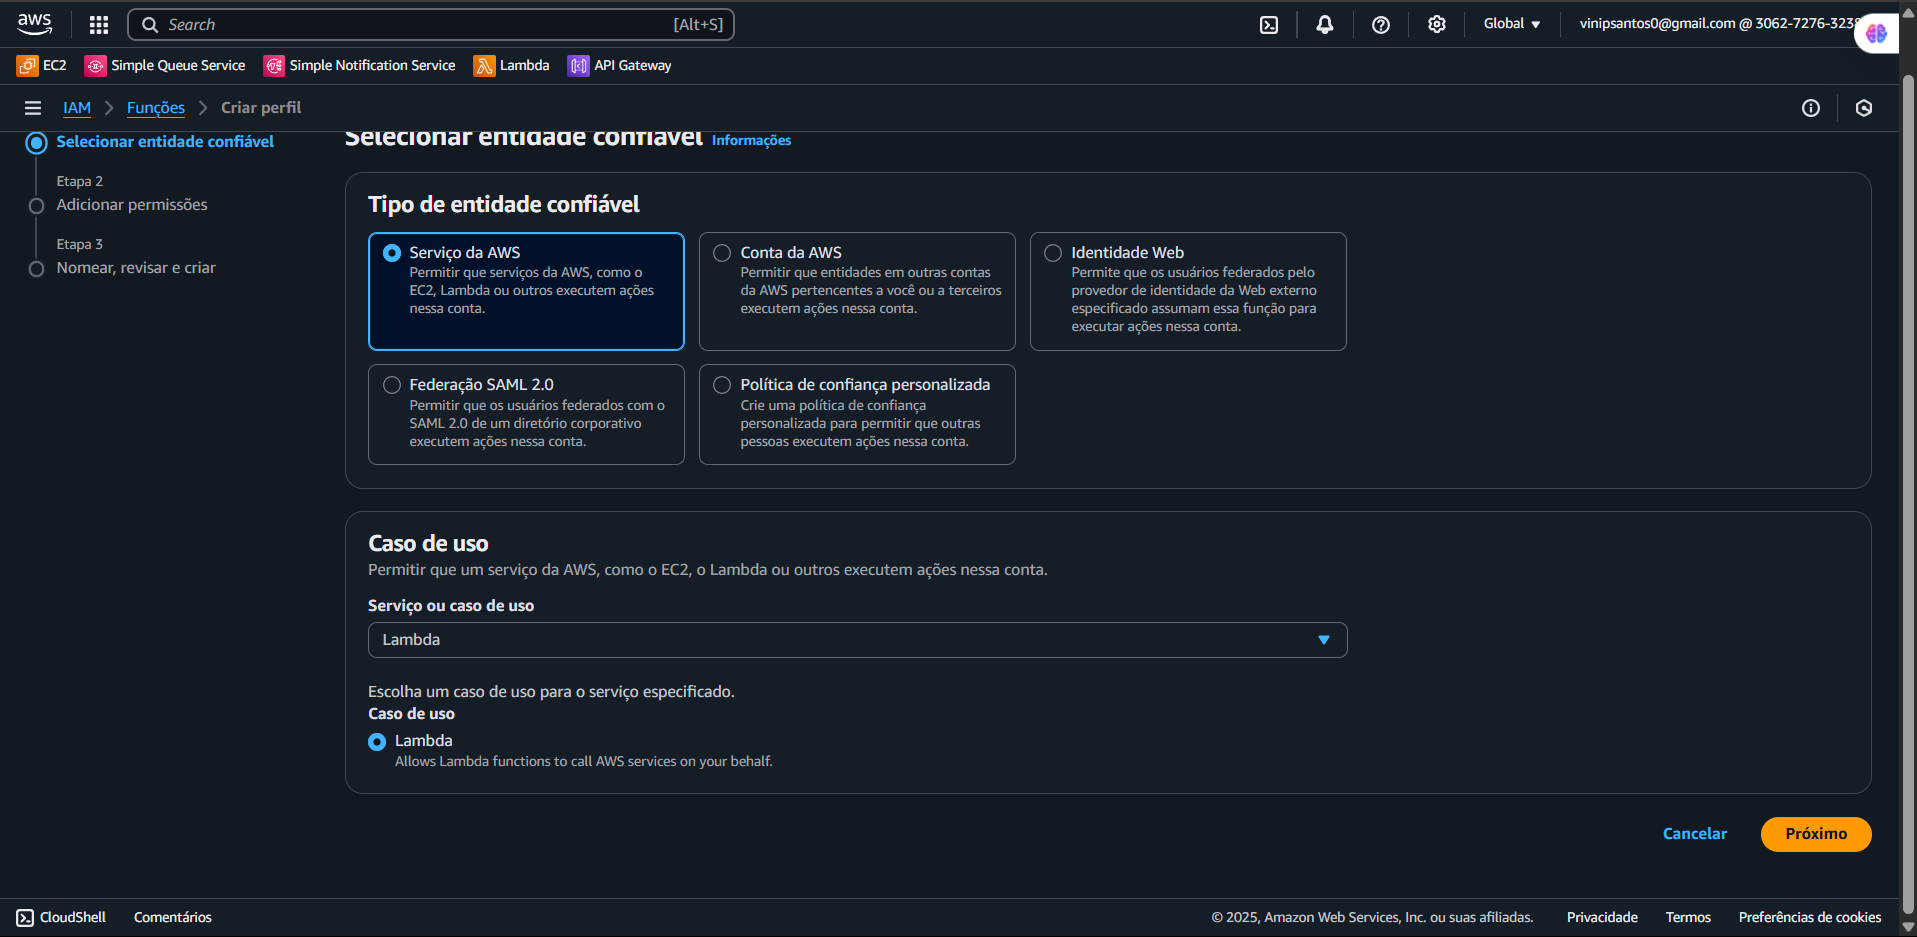 aws
Search [Alt+S]
Global
vinipsantos0@gmail.com @ 3062-7276-3238
EC2 Simple Queue Service Simple Notification Service Lambda API Gateway
IAM Funções Criar perfil
Selecionar entidade confiável
Etapa 2
Adicionar permissões
Etapa 3
Nomear, revisar e criar
Selecionar entidade confiável Informações
Tipo de entidade confiável
Serviço da AWS
Permitir que serviços da AWS, como o
EC2, Lambda ou outros executem ações
nessa conta.
Conta da AWS
Permitir que entidades em outras contas
da AWS pertencentes a você ou a terceiros
executem ações nessa conta.
Identidade Web
Permite que os usuários federados pelo
provedor de identidade da Web externo
especificado assumam essa função para
executar ações nessa conta.
Federação SAML 2.0
Permitir que os usuários federados com o
SAML 2.0 de um diretório corporativo
executem ações nessa conta.
Política de confiança personalizada
Crie uma política de confiança
personalizada para permitir que outras
pessoas executem ações nessa conta.
Caso de uso
Permitir que um serviço da AWS, como o EC2, o Lambda ou outros executem ações nessa conta.
Serviço ou caso de uso
Lambda
Escolha um caso de uso para o serviço especificado.
Caso de uso
Lambda
Allows Lambda functions to call AWS services on your behalf.
Cancelar Próximo
CloudShell Comentários © 2025, Amazon Web Services, Inc. ou suas afiliadas. Privacidade Termos Preferências de cookies